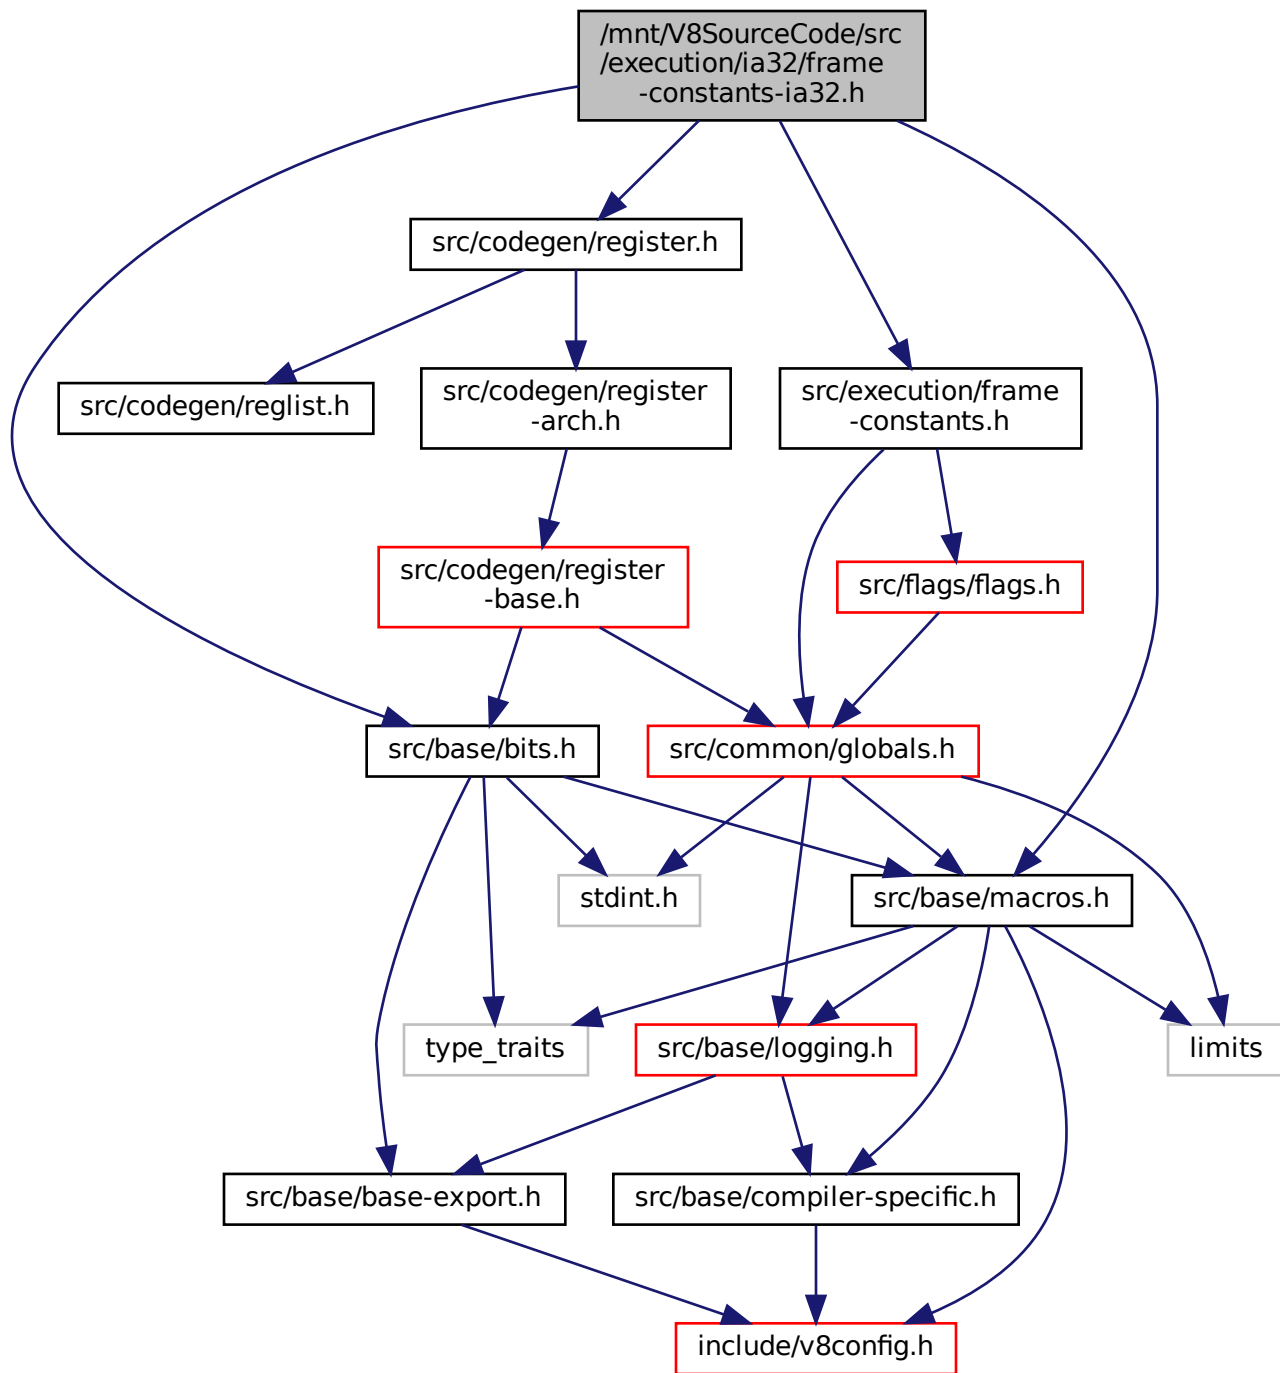 /mnt/V8SourceCode/src
/execution/ia32/frame
-constants-ia32.h
src/codegen/register.h
src/codegen/reglist.h
src/codegen/register
-arch.h
src/execution/frame
-constants.h
src/codegen/register
-base.h
src/flags/flags.h
src/base/bits.h
src/common/globals.h
stdint.h
src/base/macros.h
type_traits
src/base/logging.h
limits
src/base/base-export.h
src/base/compiler-specific.h
include/v8config.h